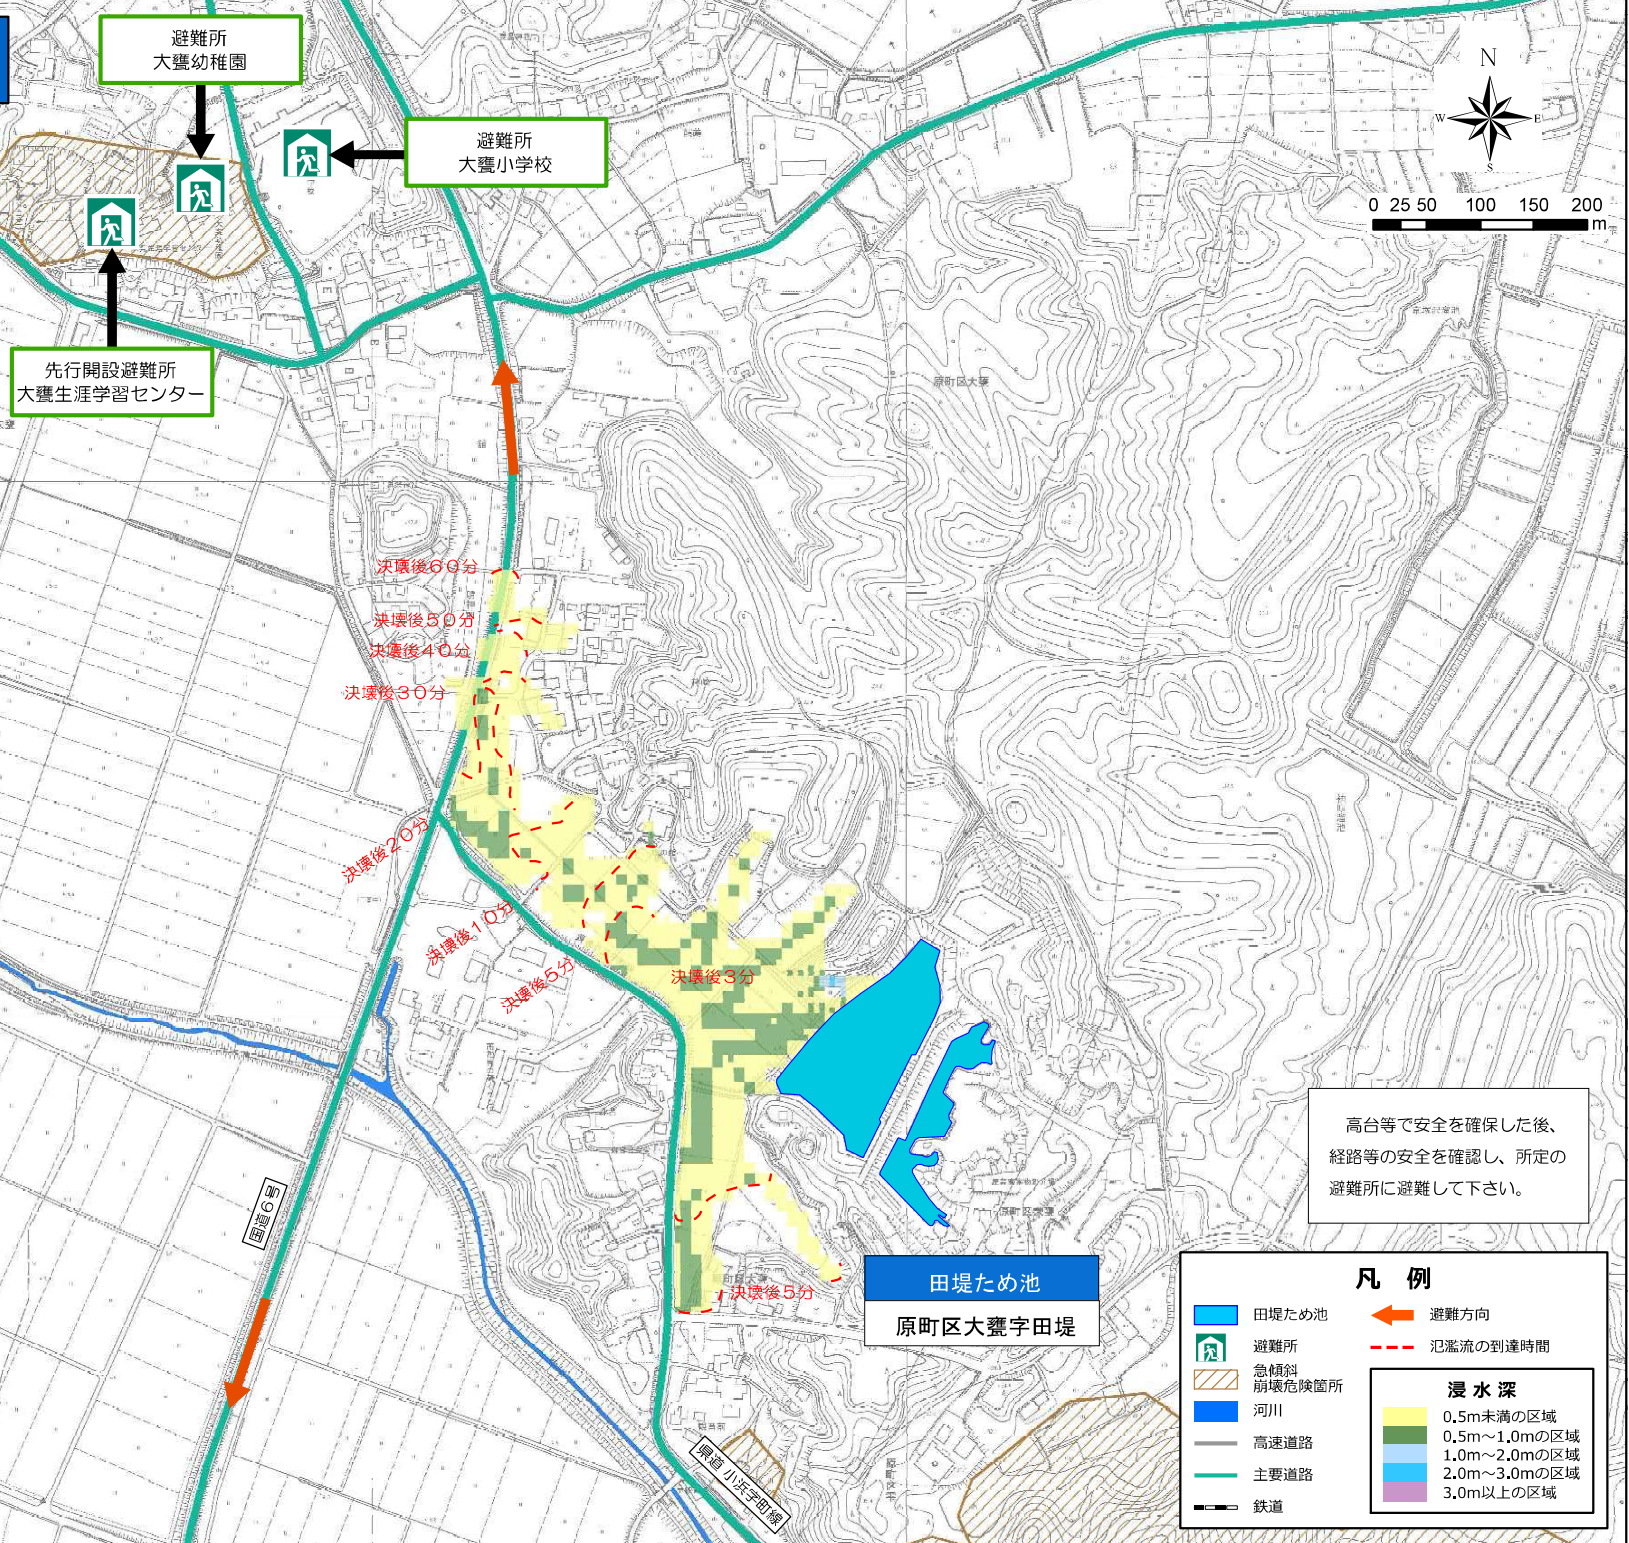 避難所
大甕幼稚園
避難所
大甕小学校
先行開設避難所
大甕生涯学習センター
N
W
E
S
0 25 50 100 150 200
m
原町区大甕
決壊後60分
決壊後50分
決壊後40分
決壊後30分
決壊後20分
決壊後10分
決壊後5分
決壊後3分
決壊後5分
国道6号
県道 小浜字町線
田堤ため池
原町区大甕字田堤
高台等で安全を確保した後、
経路等の安全を確認し、所定の
避難所に避難して下さい。
凡 例
田堤ため池
避難方向
避難所
氾濫流の到達時間
急傾斜
崩壊危険箇所
河川
高速道路
主要道路
鉄道
浸水深
0.5m未満の区域
0.5m～1.0mの区域
1.0m～2.0mの区域
2.0m～3.0mの区域
3.0m以上の区域